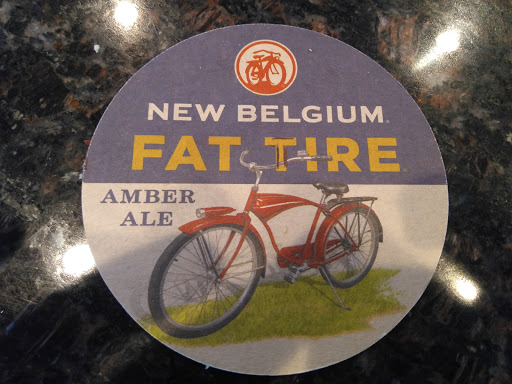 NEW BELGIUM
FAT TIRE
AMBER
ALE